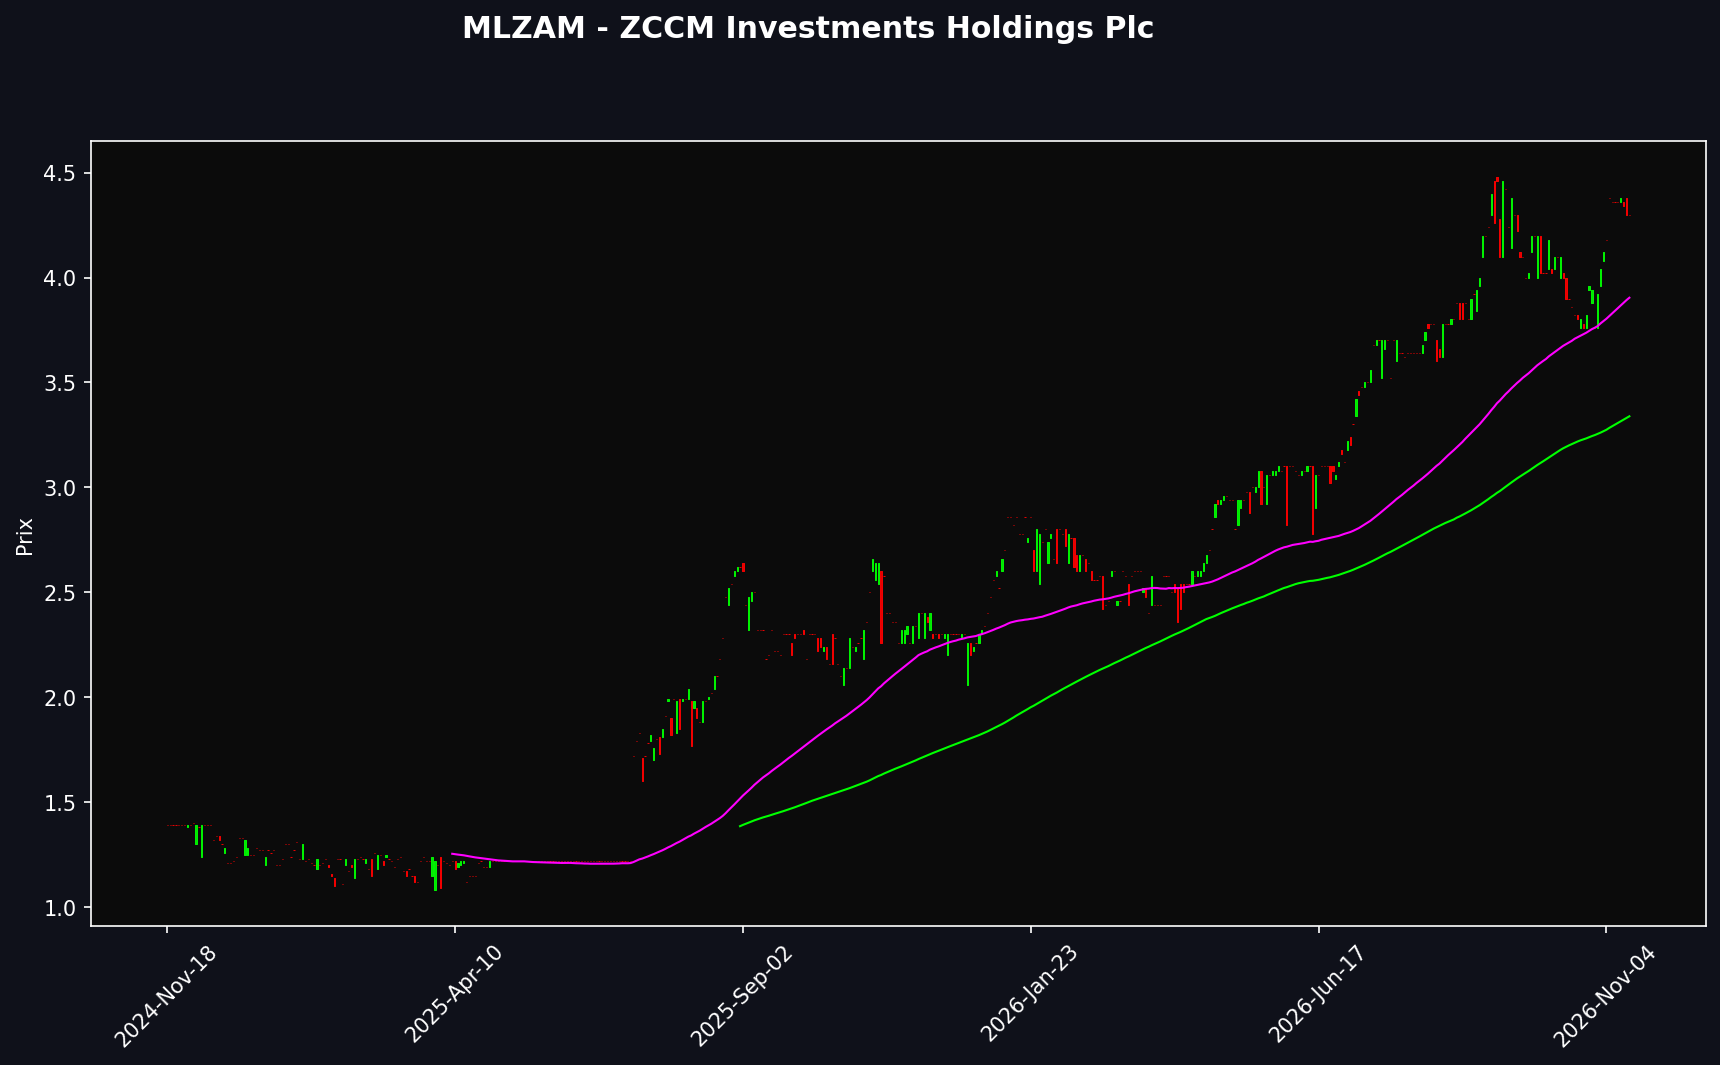 MLZAM - ZCCM Investments Holdings Plc
Prix
4.5
4.0
3.5
3.0
2.5
2.0
1.5
1.0
2024-Nov-18
2025-Apr-10
2025-Sep-02
2026-Jan-23
2026-Jun-17
2026-Nov-04